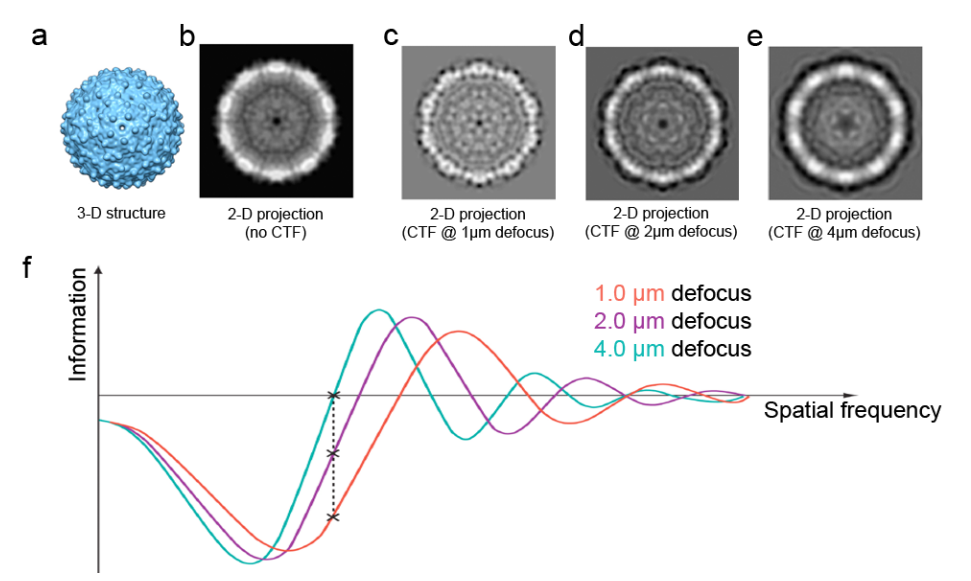 a
b
c
d
e
3-D structure
2-D projection
(no CTF)
2-D projection
(CTF @ 1µm defocus)
2-D projection
(CTF @ 2µm defocus)
2-D projection
(CTF @ 4µm defocus)
f
Information
1.0 µm defocus
2.0 µm defocus
4.0 µm defocus
Spatial frequency